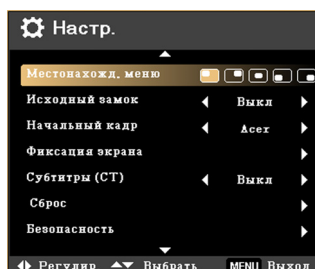 Настр.
Местонахожд. меню
Исходный замок Выкл
Начальный кадр Acer
Фиксация экрана
Субтитры (СТ) Выкл
Сброс
Безопасность
Регулир Выбрать MENU Выход